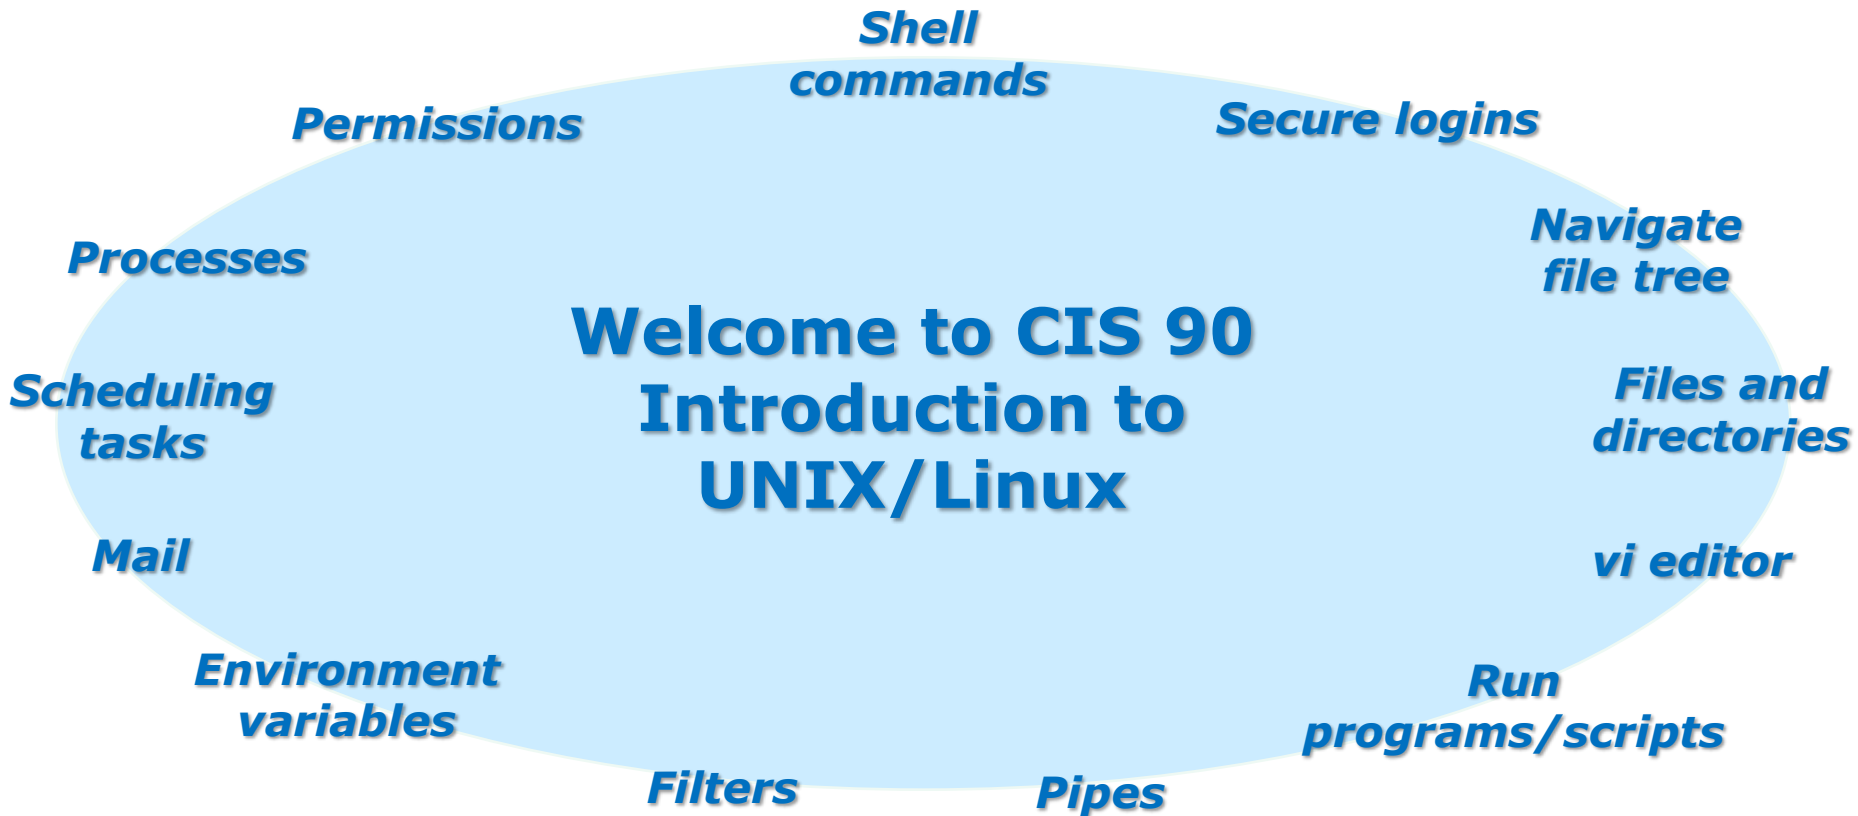 Shell
commands
Permissions
Secure logins
Navigate
file tree
Processes
Welcome to CIS 90
Introduction to
UNIX/Linux
Scheduling
tasks
Files and
directories
Mail
vi editor
Environment
variables
Run
programs/scripts
Filters
Pipes